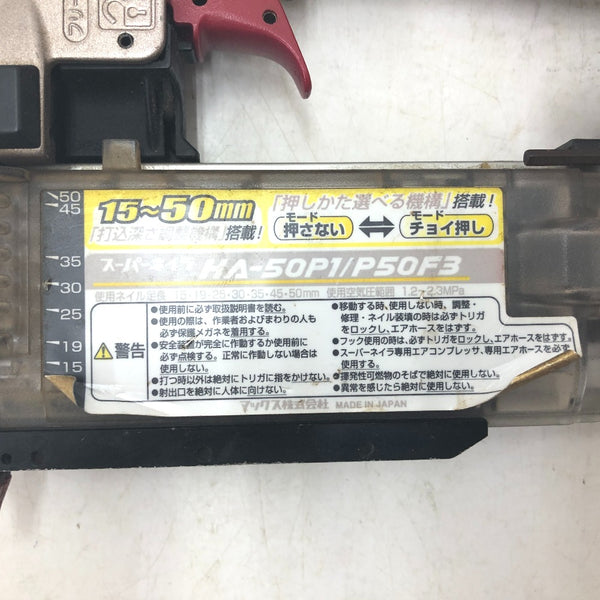 フリー
50
45
35
30
25
19
15
15～50mm
「打込深さ調整機構」搭載!
「押しかた選べる機構」搭載!
モード
押さない
モード
チョイ押し
HA-50P1/P50F3
25・30・35・45・50mm 使用空気圧範囲 1.2～2.3MPa
警告
●使用前に必ず取扱説明書を読む。
●使用の際は、作業者およびまわりの人も
必ず保護メガネを着用する。
●安全装置が完全に作動するか使用前に
必ず点検する。正常に作動しない場合は
使用しない。
●打つ時以外は絶対にトリガに指をかけない。
●射出口を絶対に人体に向けない。
●移動する時、使用しない時、調整・
修理・ネイル装填の時は必ずトリガ
をロックし、エアホースをはずす。
●フック使用の時は、必ずトリガをロックし、エアホースをはずす。
●スーパーネイラ専用エアコンプレッサ、専用エアホースを必ず
使用する。
●揮発性可燃物のそばで絶対に使用しない。
●異常を感じたら絶対に使用しない。
マックス株式会社 MADE IN JAPAN